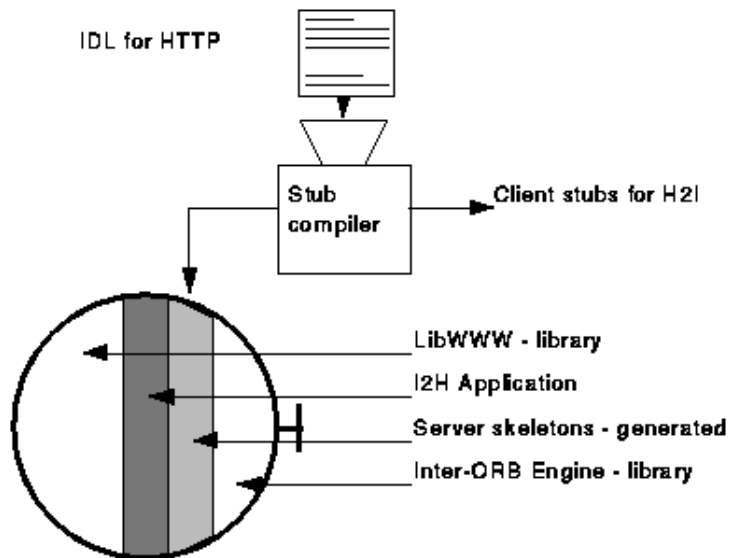 IDL for HTTP
Stub
compiler
Client stubs for H2I
LibWWW - library
I2H Application
Server skeletons - generated
Inter-ORB Engine - library